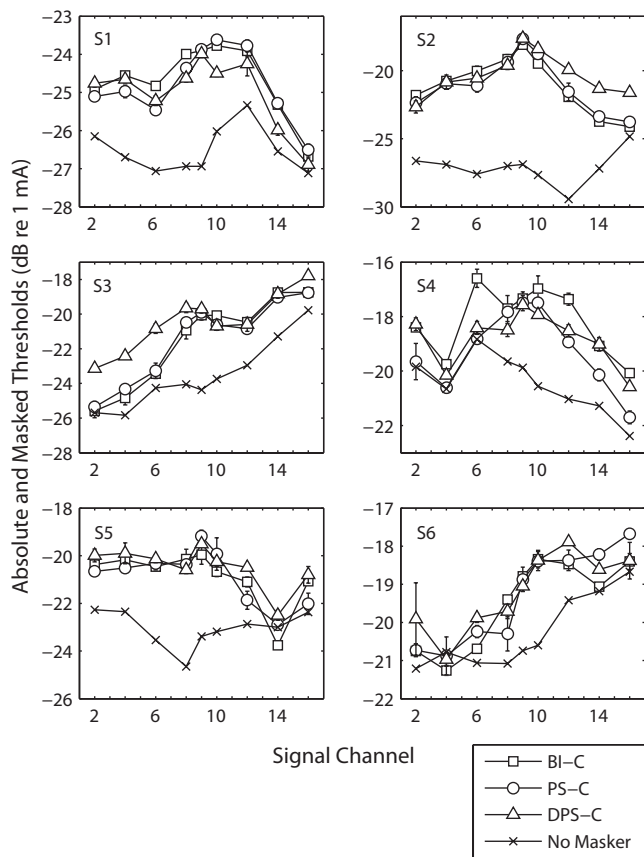 Absolute and Masked Thresholds (dB re 1 mA)
S1
−23
−24
−25
−26
−27
−28
2 6 10 14
S2
−20
−25
−30
2 6 10 14
S3
−18
−20
−22
−24
−26
−28
2 6 10 14
S4
−16
−18
−20
−22
2 6 10 14
S5
−18
−20
−22
−24
−26
2 6 10 14
S6
−17
−18
−19
−20
−21
−22
2 6 10 14
Signal Channel
BI−C
PS−C
DPS−C
No Masker